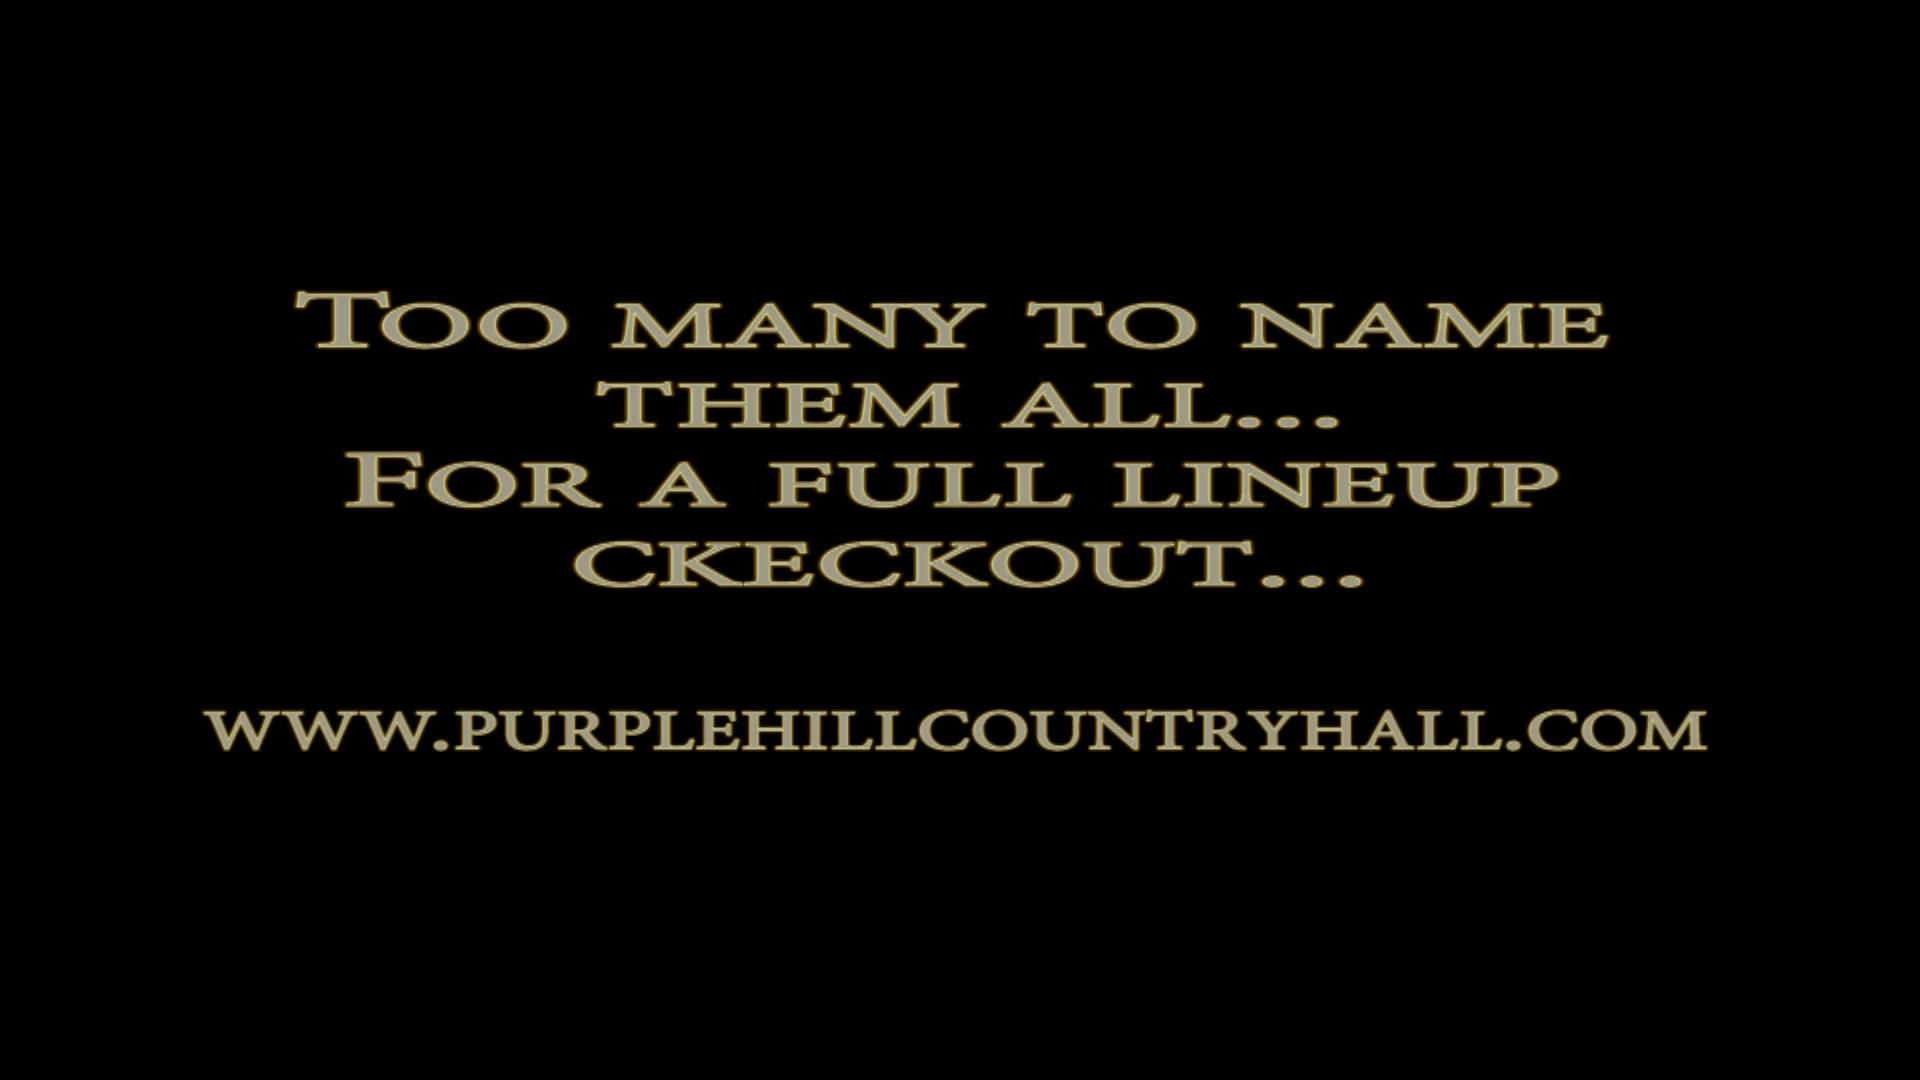 Too many to name
them all...
For a full lineup
ckeckout...
www.purplehillcountryhall.com